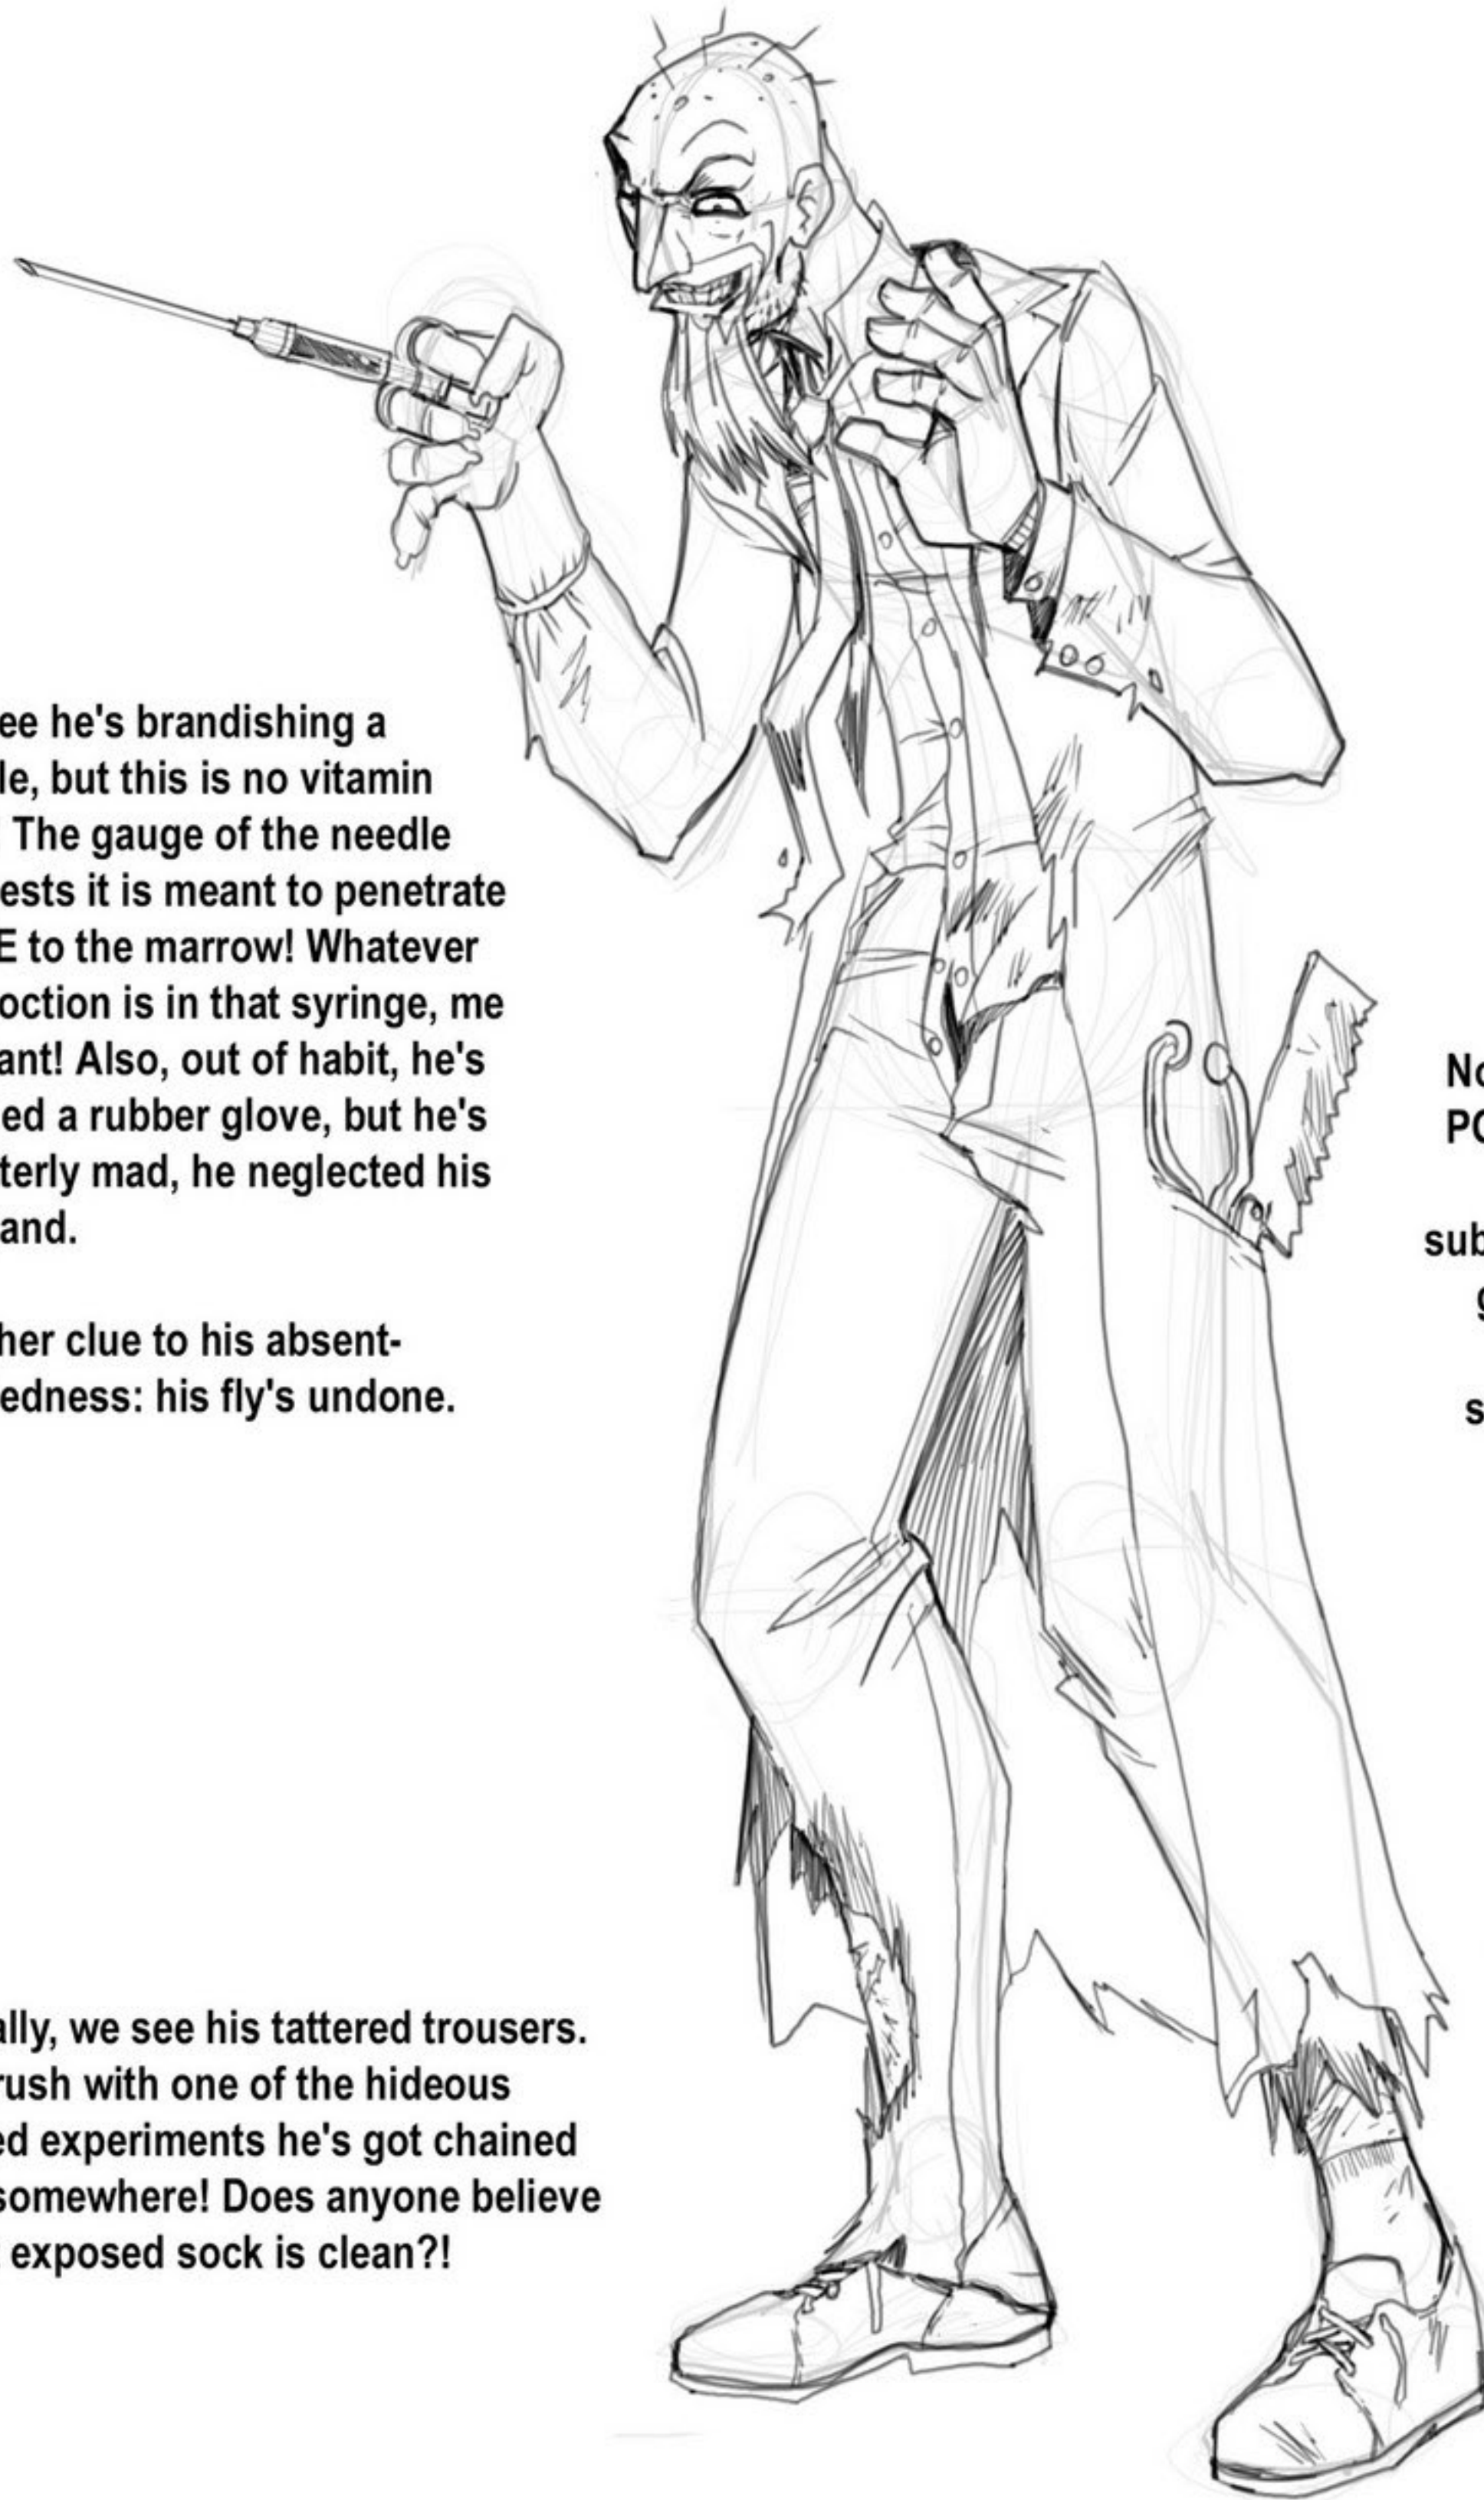 ee he's brandishing a
le, but this is no vitamin
The gauge of the needle
ests it is meant to penetrate
E to the marrow! Whatever
oction is in that syringe, me
ant! Also, out of habit, he's
ed a rubber glove, but he's
terly mad, he neglected his
and.
her clue to his absent-
edness: his fly's undone.
No
PO
sub
g
s
ally, we see his tattered trousers.
rush with one of the hideous
ed experiments he's got chained
somewhere! Does anyone believe
exposed sock is clean?!